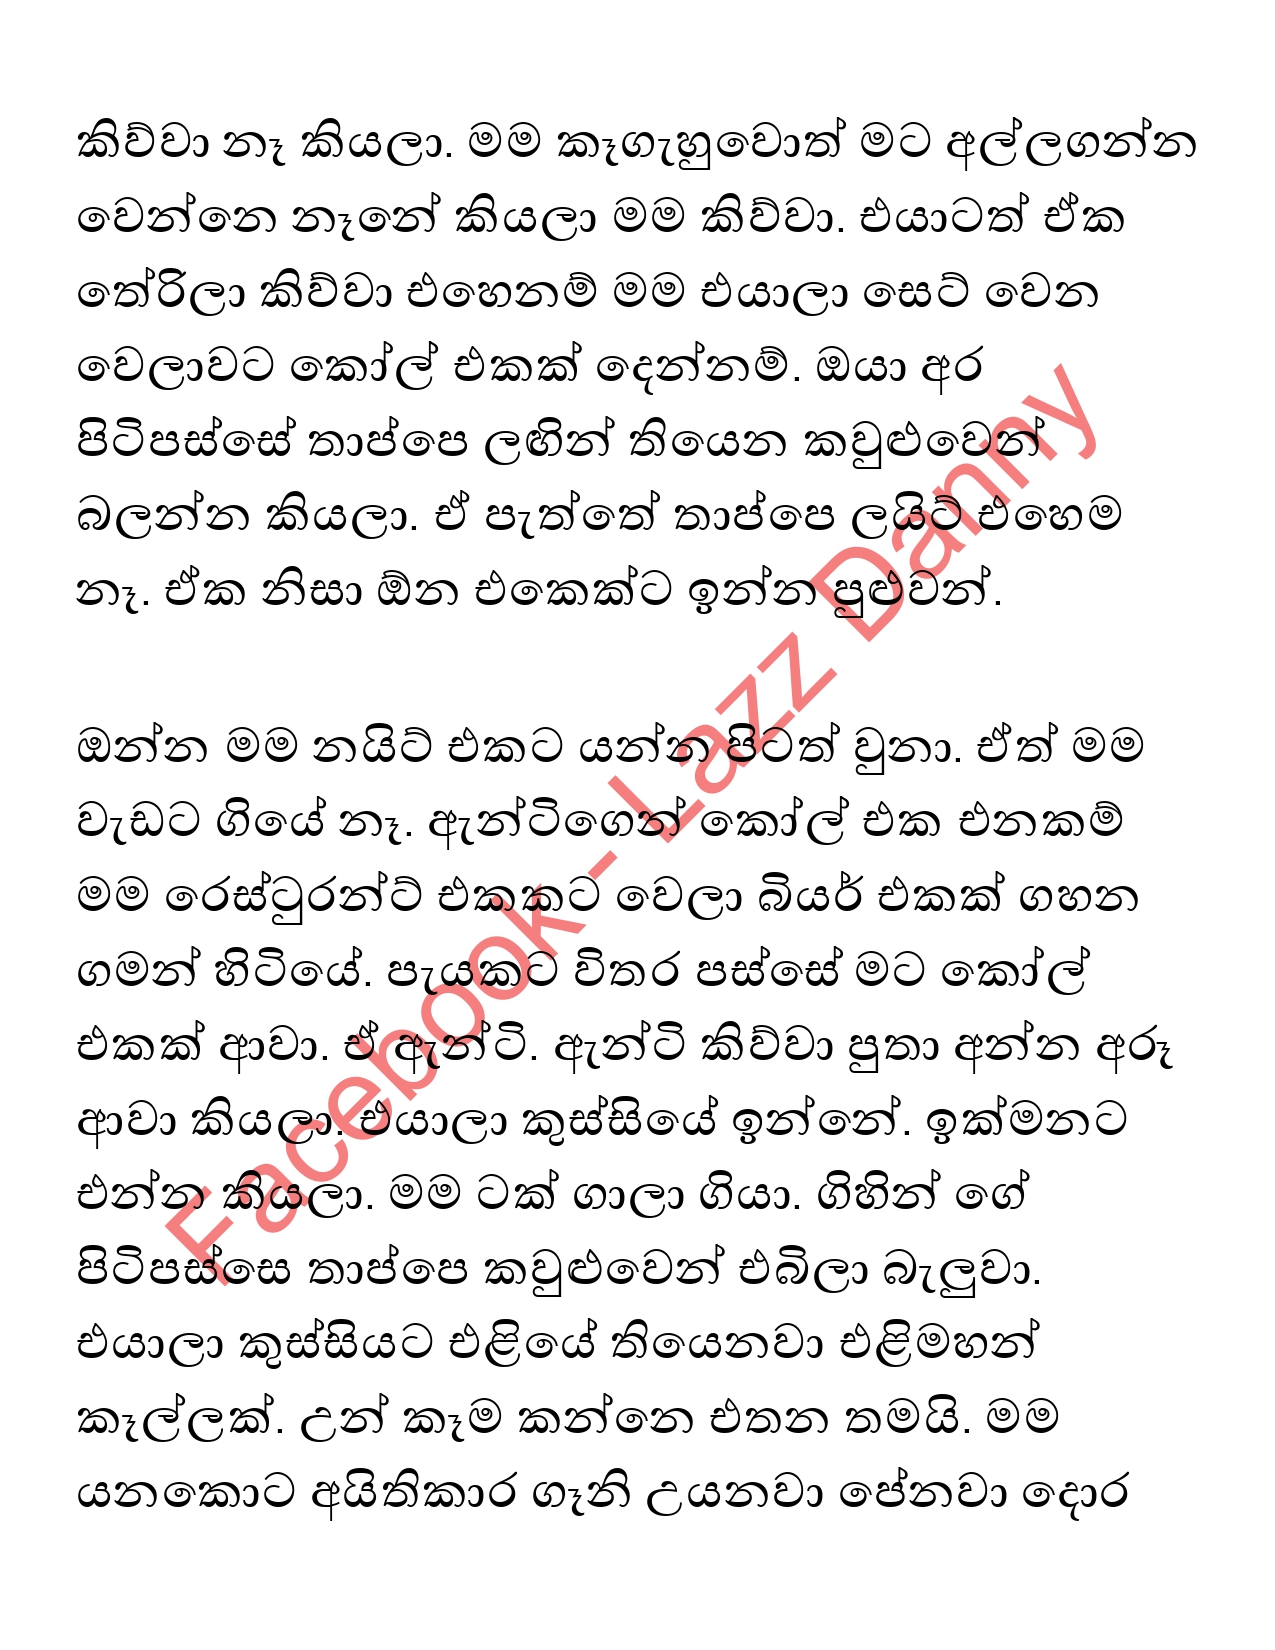 කිව්වා නෑ කියලා. මම කෑගැහුවොත් මට අල්ලගන්න
වෙන්නෙ නෑනේ කියලා මම කිව්වා. එයාටත් ඒක
තේරිලා කිව්වා එහෙනම් මම එයාලා සෙට් වෙන
වෙලාවට කෝල් එකක් දෙන්නම්. ඔයා අර
පිටිපස්සේ තාප්පෙ ලඟින් තියෙන කවුළුවෙන්
බලන්න කියලා. ඒ පැත්තේ තාප්පෙ ලයිට් එහෙම
නෑ. ඒක නිසා ඕන එකෙක්ට ඉන්න පුළුවන්.
ඔන්න මම නයිට් එකට යන්න පිටත් වුනා. ඒත් මම
වැඩට ගියේ නෑ. ඇන්ටිගෙන් කෝල් එක එනකම්
මම රෙස්ටුරන්ට් එකකට වෙලා බියර් එකක් ගහන
ගමන් හිටියේ. පැයකට විතර පස්සේ මට කෝල්
එකක් ආවා. ඒ ඇන්ටි. ඇන්ටි කිව්වා පුතා අන්න අරූ
ආවා කියලා. එයාලා කුස්සියේ ඉන්නේ. ඉක්මනට
එන්න කියලා. මම ටක් ගාලා ගියා. ගිහින් ගේ
පිටිපස්සෙ තාප්පෙ කවුළුවෙන් එබිලා බැලුවා.
එයාලා කුස්සියට එළියේ තියෙනවා එළිමහන්
කෑල්ලක්. උන් කෑම කන්නෙ එතන තමයි. මම
යනකොට අයිතිකාර ගෑනි උයනවා පේනවා දොර
Facebook - Lazz Danny